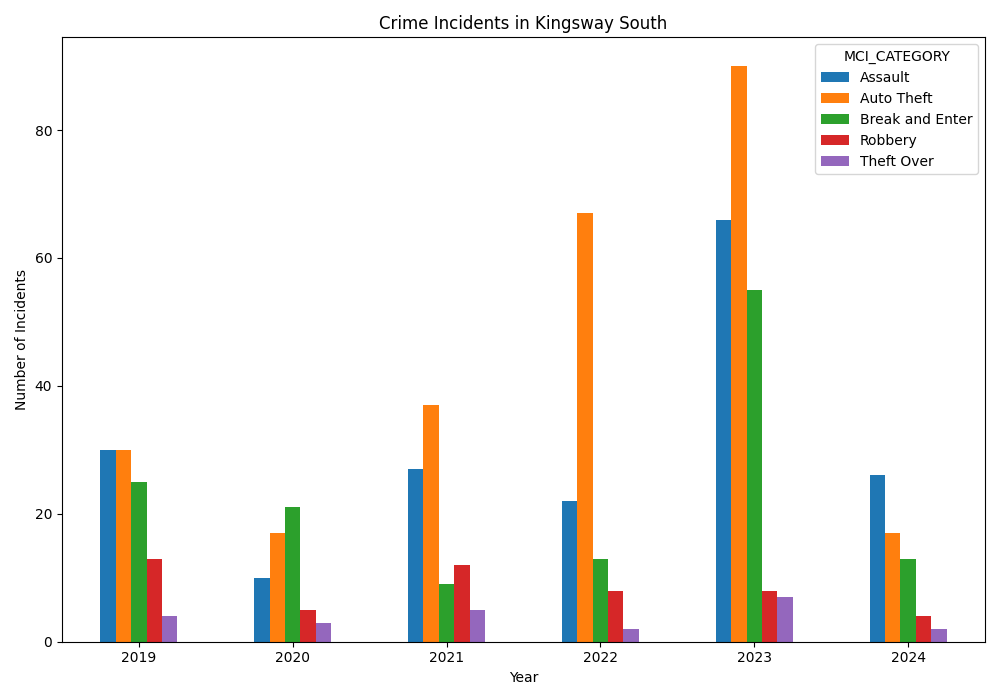 Crime Incidents in Kingsway South
MCI_CATEGORY
Assault
Auto Theft
Break and Enter
Robbery
Theft Over
Number of Incidents
80
60
40
20
0
2019 2020 2021 2022 2023 2024
Year